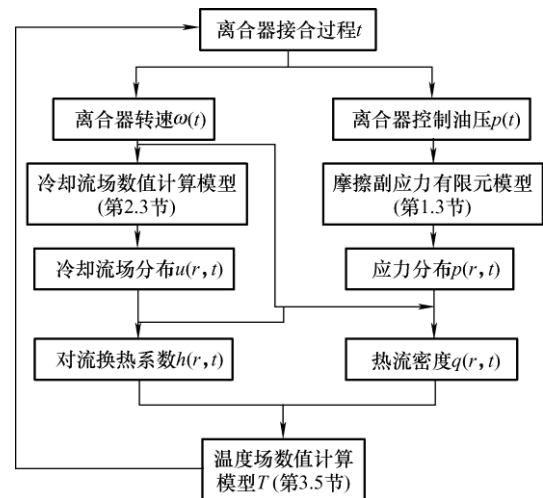 离合器接合过程t
离合器转速ω(t)
离合器控制油压p(t)
冷却流场数值计算模型
(第2.3节)
摩擦副应力有限元模型
(第1.3节)
冷却流场分布u(r,t)
应力分布p(r,t)
对流换热系数h(r,t)
热流密度q(r,t)
温度场数值计算
模型T (第3.5节)